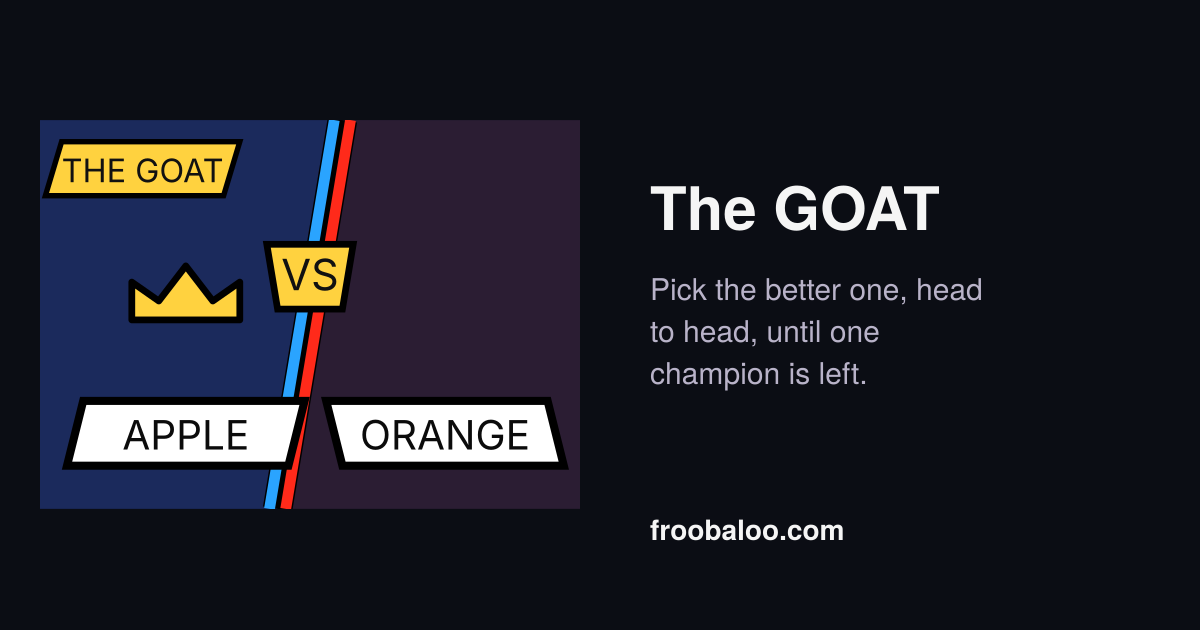 THE GOAT
VS
APPLE
ORANGE
The GOAT
Pick the better one, head
to head, until one
champion is left.
froobaloo.com